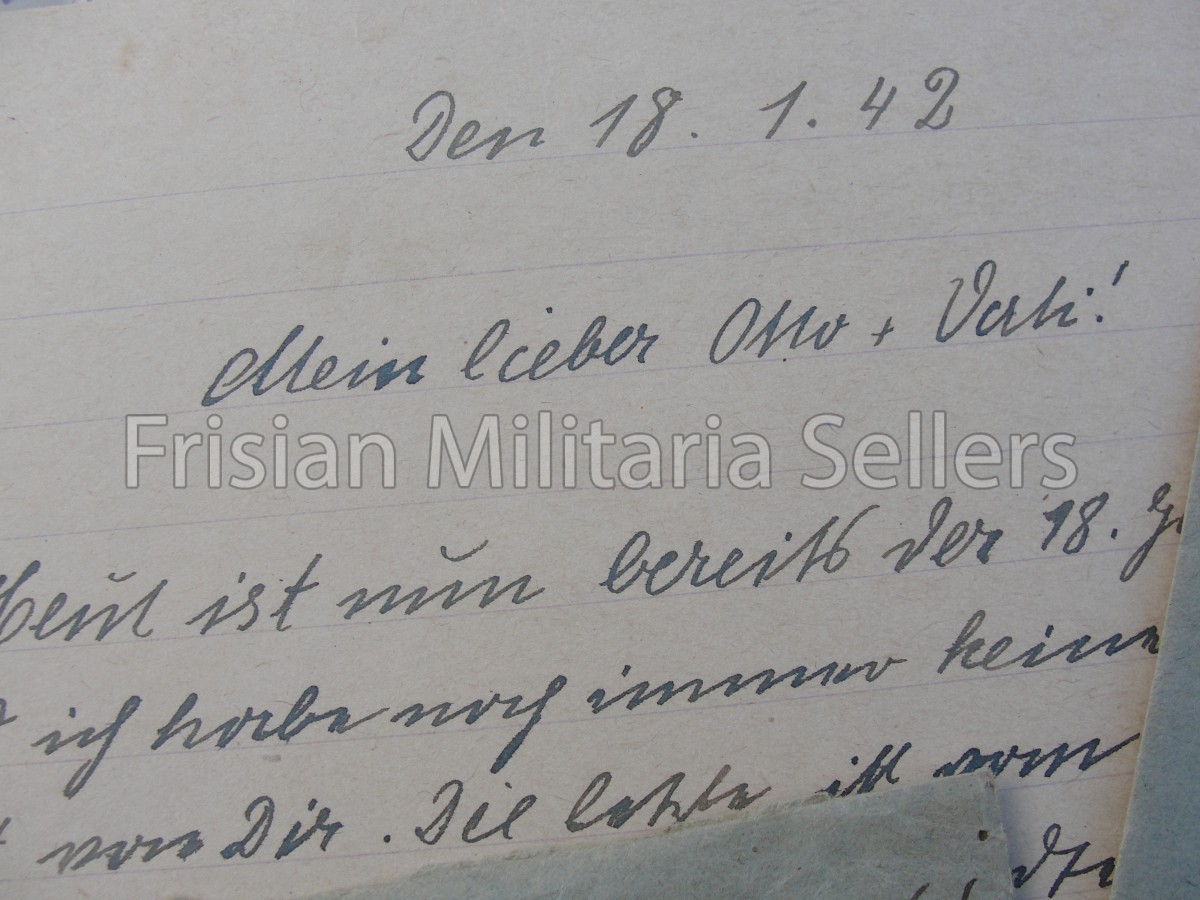 Den 18. 1. 42
Mein lieber Otto + Vati!
Frisian Militaria Sellers
Heut ist nun bereits der 18.
ich habe noch immer keine
von Dir. Die letzte ist vom